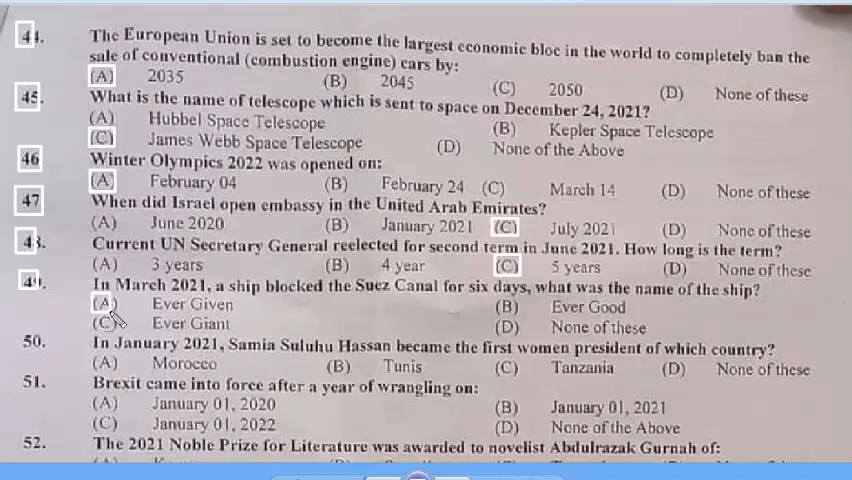 44. The European Union is set to become the largest economic bloc in the world to completely ban the
sale of conventional (combustion engine) cars by:
(A) 2035 (B) 2045 (C) 2050 (D) None of these
45. What is the name of telescope which is sent to space on December 24, 2021?
(A) Hubbel Space Telescope (B) Kepler Space Telescope
(C) James Webb Space Telescope (D) None of the Above
46 Winter Olympics 2022 was opened on:
(A) February 04 (B) February 24 (C) March 14 (D) None of these
47 When did Israel open embassy in the United Arab Emirates?
(A) June 2020 (B) January 2021 (C) July 2021 (D) None of these
48. Current UN Secretary General reelected for second term in June 2021. How long is the term?
(A) 3 years (B) 4 year (C) 5 years (D) None of these
49. In March 2021, a ship blocked the Suez Canal for six days, what was the name of the ship?
(A) Ever Given (B) Ever Good
(C) Ever Giant (D) None of these
50. In January 2021, Samia Suluhu Hassan became the first women president of which country?
(A) Morocco (B) Tunis (C) Tanzania (D) None of these
51. Brexit came into force after a year of wrangling on:
(A) January 01, 2020 (B) January 01, 2021
(C) January 01, 2022 (D) None of the Above
52. The 2021 Noble Prize for Literature was awarded to novelist Abdulrazak Gurnah of: